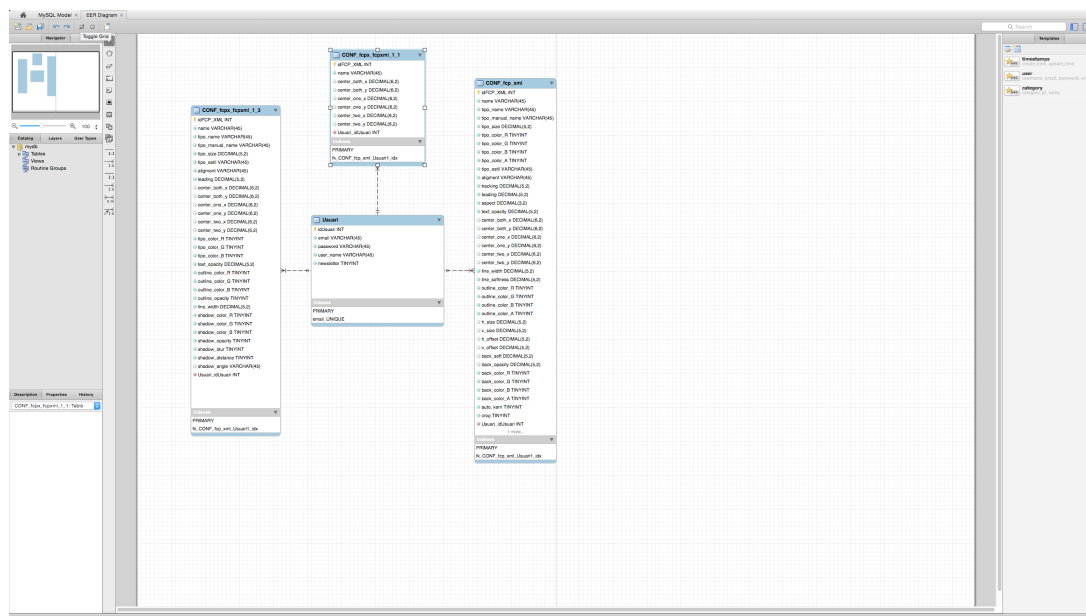 MySQL Model ×
EER Diagram ×
Toggle Grid
Search
Navigator
100
Catalog
Layers
User Types
mydb
Tables
Views
Routine Groups
Description
Properties
History
CONF_fcpx_fcpxml_1_1: Table
CONF_fcpx_fcpxml_1_3
idFCP_XML INT
name VARCHAR(45)
tipo_name VARCHAR(45)
tipo_manual_name VARCHAR(45)
tipo_size DECIMAL(5,2)
tipo_estil VARCHAR(45)
aligment VARCHAR(45)
leading DECIMAL(5,2)
center_both_x DECIMAL(6,2)
center_both_y DECIMAL(6,2)
center_one_x DECIMAL(6,2)
center_one_y DECIMAL(6,2)
center_two_x DECIMAL(6,2)
center_two_y DECIMAL(6,2)
tipo_color_R TINYINT
tipo_color_G TINYINT
tipo_color_B TINYINT
text_opacity DECIMAL(5,2)
outline_color_R TINYINT
outline_color_G TINYINT
outline_color_B TINYINT
outline_opacity TINYINT
line_width DECIMAL(5,2)
shadow_color_R TINYINT
shadow_color_G TINYINT
shadow_color_B TINYINT
shadow_opacity TINYINT
shadow_blur TINYINT
shadow_distance TINYINT
shadow_angle VARCHAR(45)
Usuari_idUsuari INT
Indexes
PRIMARY
fk_CONF_fcp_xml_Usuari1_idx
CONF_fcpx_fcpxml_1_1
idFCP_XML INT
name VARCHAR(45)
center_both_x DECIMAL(6,2)
center_both_y DECIMAL(6,2)
center_one_x DECIMAL(6,2)
center_one_y DECIMAL(6,2)
center_two_x DECIMAL(6,2)
center_two_y DECIMAL(6,2)
Usuari_idUsuari INT
Indexes
PRIMARY
fk_CONF_fcp_xml_Usuari1_idx
Usuari
idUsuari INT
email VARCHAR(45)
password VARCHAR(45)
user_name VARCHAR(45)
newsletter TINYINT
Indexes
PRIMARY
email_UNIQUE
CONF_fcp_xml
idFCP_XML INT
name VARCHAR(45)
tipo_name VARCHAR(45)
tipo_manual_name VARCHAR(45)
tipo_size DECIMAL(5,2)
tipo_color_R TINYINT
tipo_color_G TINYINT
tipo_color_B TINYINT
tipo_color_A TINYINT
tipo_estil VARCHAR(45)
aligment VARCHAR(45)
tracking DECIMAL(5,2)
leading DECIMAL(5,2)
aspect DECIMAL(3,2)
text_opacity DECIMAL(5,2)
center_both_x DECIMAL(6,2)
center_both_y DECIMAL(6,2)
center_one_x DECIMAL(6,2)
center_one_y DECIMAL(6,2)
center_two_x DECIMAL(6,2)
center_two_y DECIMAL(6,2)
line_width DECIMAL(5,2)
line_softness DECIMAL(5,2)
outline_color_R TINYINT
outline_color_G TINYINT
outline_color_B TINYINT
outline_color_A TINYINT
h_size DECIMAL(5,2)
v_size DECIMAL(5,2)
h_offset DECIMAL(5,2)
v_offset DECIMAL(5,2)
back_soft DECIMAL(5,2)
back_opacity DECIMAL(5,2)
back_color_R TINYINT
back_color_G TINYINT
back_color_B TINYINT
back_color_A TINYINT
auto_kern TINYINT
crop TINYINT
Usuari_idUsuari INT
1 more...
Indexes
PRIMARY
fk_CONF_fcp_xml_Usuari1_idx
Templates
timestamps
create_time, update_time
user
username, email, password
category
category_id, name